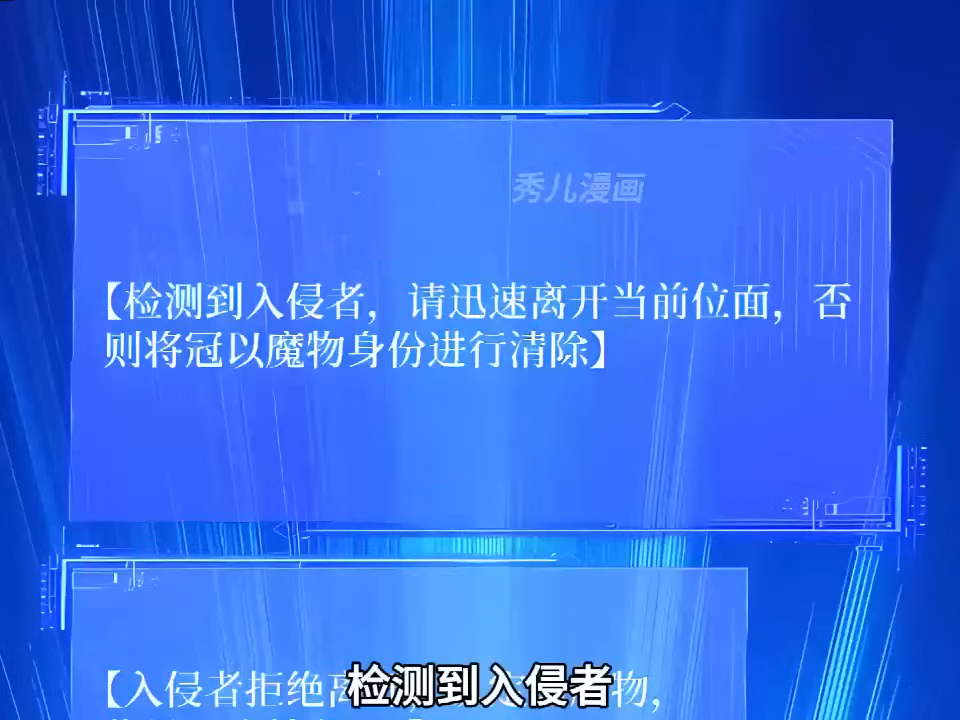 秀儿漫画
【检测到入侵者，请迅速离开当前位面，否
则将冠以魔物身份进行清除】
【入侵者拒绝离
物，
检测到入侵者